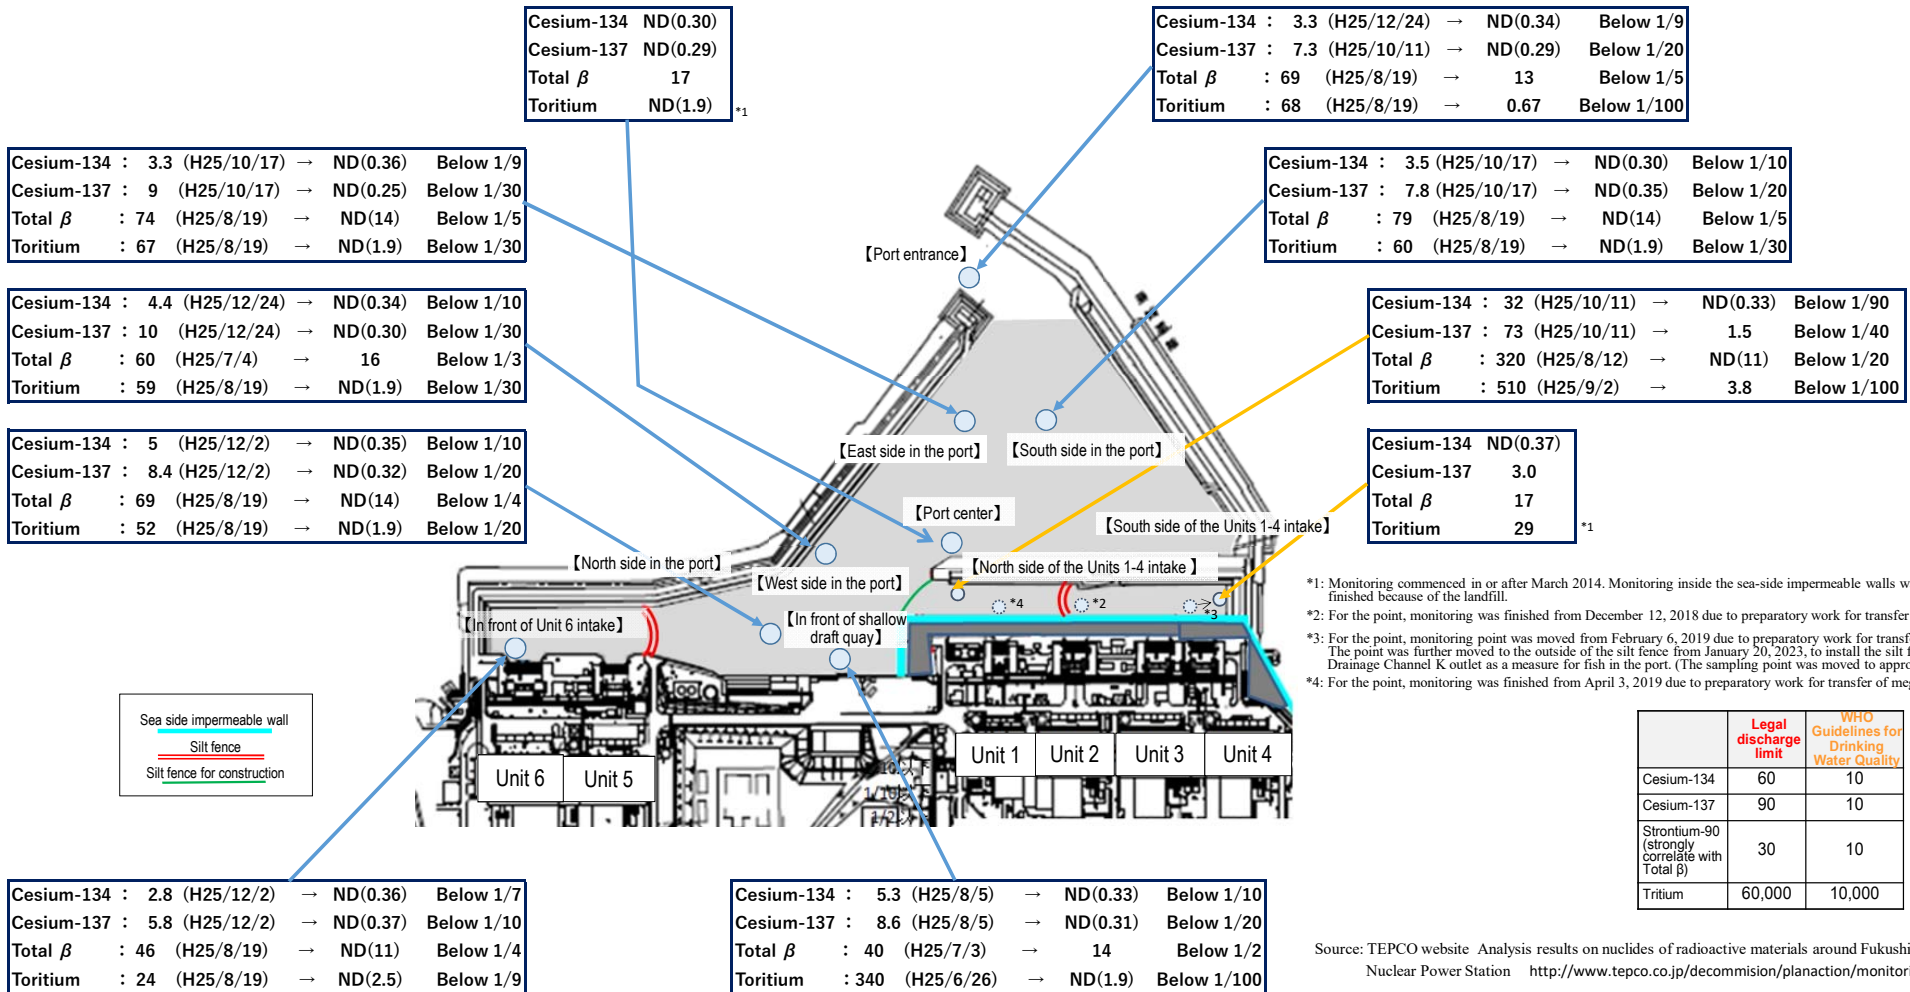 Cesium-134 ND(0.30)
Cesium-137 ND(0.29)
Total β 17
Toritium ND(1.9) *1
Cesium-134 : 3.3 (H25/12/24) → ND(0.34) Below 1/9
Cesium-137 : 7.3 (H25/10/11) → ND(0.29) Below 1/20
Total β : 69 (H25/8/19) → 13 Below 1/5
Toritium : 68 (H25/8/19) → 0.67 Below 1/100
Cesium-134 : 3.3 (H25/10/17) → ND(0.36) Below 1/9
Cesium-137 : 9 (H25/10/17) → ND(0.25) Below 1/30
Total β : 74 (H25/8/19) → ND(14) Below 1/5
Toritium : 67 (H25/8/19) → ND(1.9) Below 1/30
Cesium-134 : 3.5 (H25/10/17) → ND(0.30) Below 1/10
Cesium-137 : 7.8 (H25/10/17) → ND(0.35) Below 1/20
Total β : 79 (H25/8/19) → ND(14) Below 1/5
Toritium : 60 (H25/8/19) → ND(1.9) Below 1/30
【Port entrance】
Cesium-134 : 4.4 (H25/12/24) → ND(0.34) Below 1/10
Cesium-137 : 10 (H25/12/24) → ND(0.30) Below 1/30
Total β : 60 (H25/7/4) → 16 Below 1/3
Toritium : 59 (H25/8/19) → ND(1.9) Below 1/30
Cesium-134 : 32 (H25/10/11) → ND(0.33) Below 1/90
Cesium-137 : 73 (H25/10/11) → 1.5 Below 1/40
Total β : 320 (H25/8/12) → ND(11) Below 1/20
Toritium : 510 (H25/9/2) → 3.8 Below 1/100
Cesium-134 : 5 (H25/12/2) → ND(0.35) Below 1/10
Cesium-137 : 8.4 (H25/12/2) → ND(0.32) Below 1/20
Total β : 69 (H25/8/19) → ND(14) Below 1/4
Toritium : 52 (H25/8/19) → ND(1.9) Below 1/20
【East side in the port】
【South side in the port】
Cesium-134 ND(0.37)
Cesium-137 3.0
Total β 17
Toritium 29 *1
【Port center】
【South side of the Units 1-4 intake】
【North side in the port】
【West side in the port】
【North side of the Units 1-4 intake 】
*4
*2
*3
【In front of Unit 6 intake】
【In front of shallow
draft quay】
*1: Monitoring commenced in or after March 2014. Monitoring inside the sea-side impermeable walls w
finished because of the landfill.
*2: For the point, monitoring was finished from December 12, 2018 due to preparatory work for transfer
*3: For the point, monitoring point was moved from February 6, 2019 due to preparatory work for transf
The point was further moved to the outside of the silt fence from January 20, 2023, to install the silt f
Drainage Channel K outlet as a measure for fish in the port. (The sampling point was moved to appro
*4: For the point, monitoring was finished from April 3, 2019 due to preparatory work for transfer of me
Sea side impermeable wall
Silt fence
Silt fence for construction
Unit 6
Unit 5
Unit 1
Unit 2
Unit 3
Unit 4
1/2以下
Legal discharge limit
WHO Guidelines for Drinking Water Quality
Cesium-134 60 10
Cesium-137 90 10
Strontium-90 (strongly correlate with Total β) 30 10
Tritium 60,000 10,000
Cesium-134 : 2.8 (H25/12/2) → ND(0.36) Below 1/7
Cesium-137 : 5.8 (H25/12/2) → ND(0.37) Below 1/10
Total β : 46 (H25/8/19) → ND(11) Below 1/4
Toritium : 24 (H25/8/19) → ND(2.5) Below 1/9
Cesium-134 : 5.3 (H25/8/5) → ND(0.33) Below 1/10
Cesium-137 : 8.6 (H25/8/5) → ND(0.31) Below 1/20
Total β : 40 (H25/7/3) → 14 Below 1/2
Toritium : 340 (H25/6/26) → ND(1.9) Below 1/100
Source: TEPCO website Analysis results on nuclides of radioactive materials around Fukushi
Nuclear Power Station http://www.tepco.co.jp/decommision/planaction/monitori